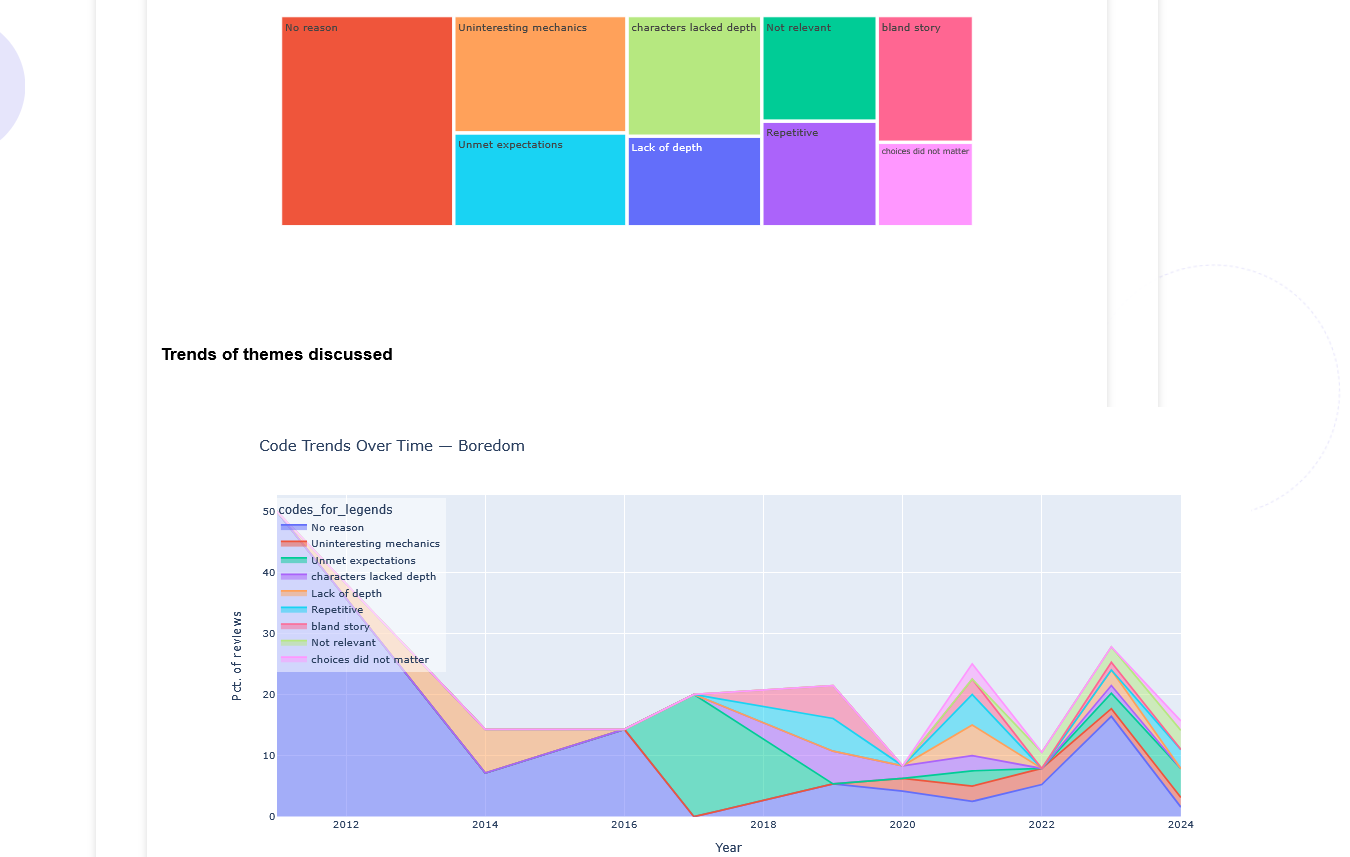 No reason
Uninteresting mechanics
characters lacked depth
Not relevant
bland story
Unmet expectations
Lack of depth
Repetitive
choices did not matter
Trends of themes discussed
Code Trends Over Time — Boredom
codes_for_legends
No reason
Uninteresting mechanics
Unmet expectations
characters lacked depth
Lack of depth
Repetitive
bland story
Not relevant
choices did not matter
50
40
30
20
10
0
Pct. of reviews
2012
2014
2016
2018
2020
2022
2024
Year